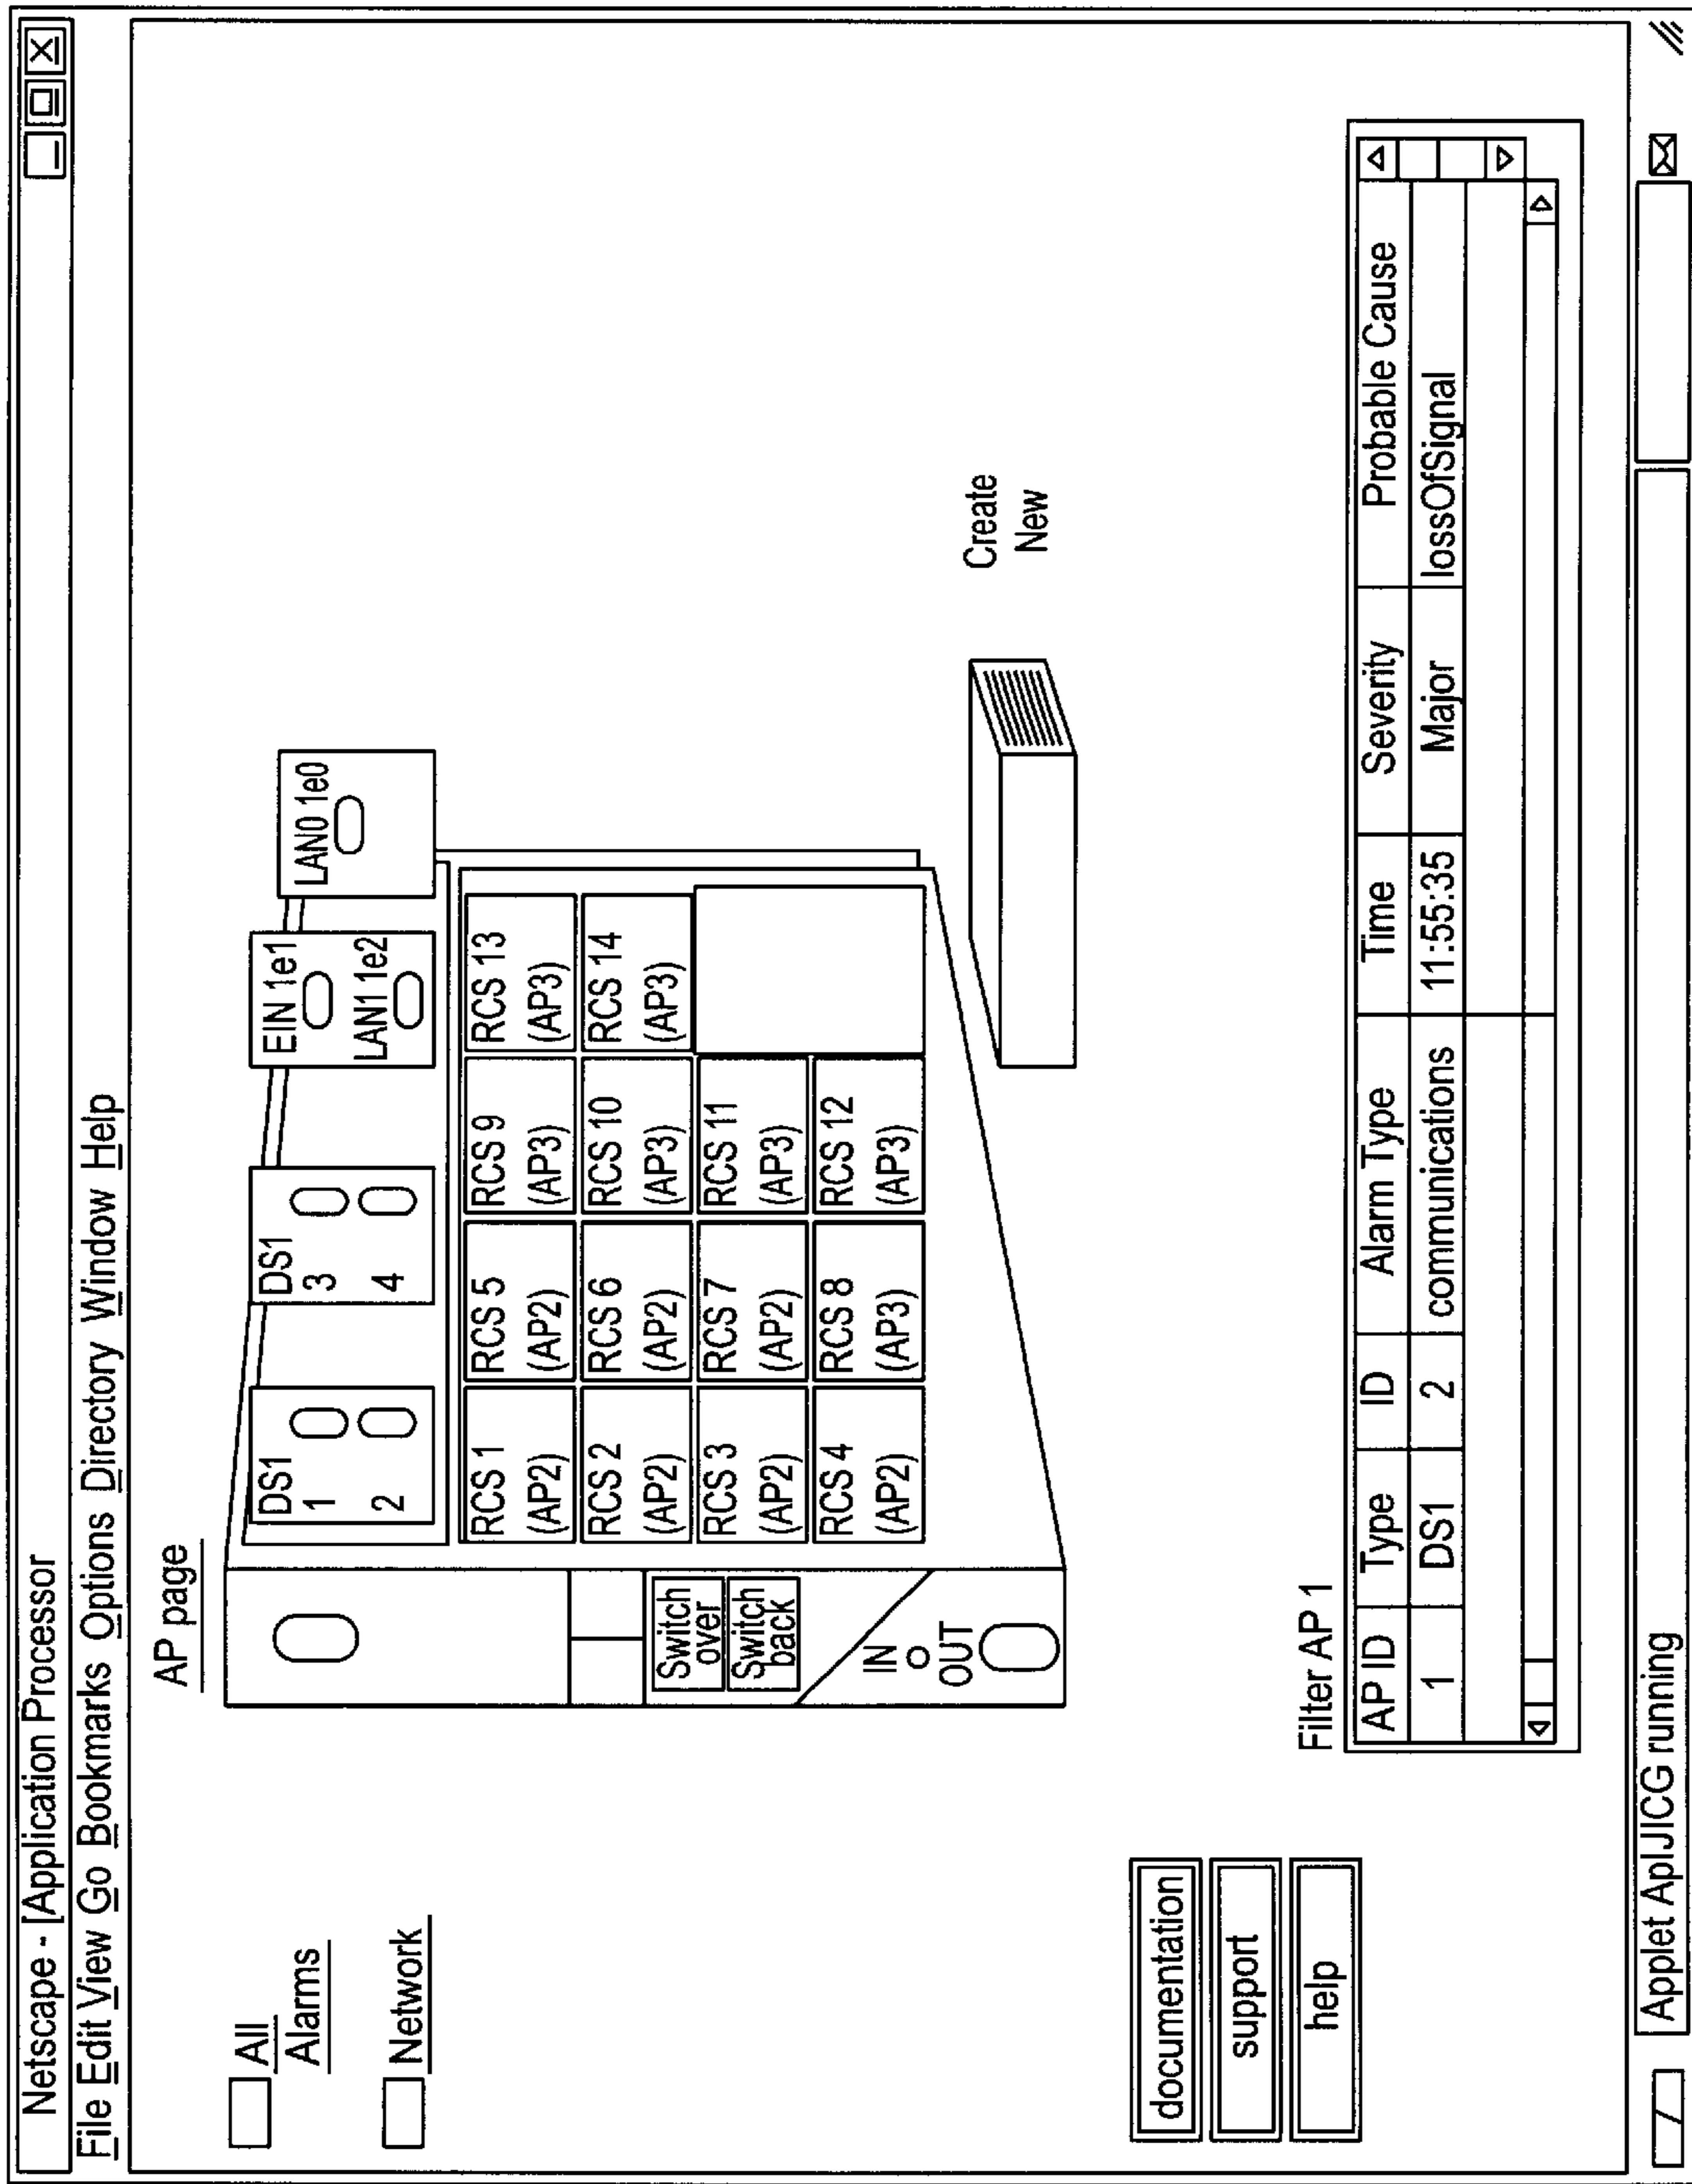 Netscape - [Application Processor
File Edit View Go Bookmarks Options Directory Window Help
All
Alarms
Network
AP page
DS1
1
2
DS1
3
4
EIN 1e1
LAN1 1e2
LAN0 1e0
RCS 1
(AP2)
RCS 5
(AP2)
RCS 9
(AP3)
RCS 13
(AP3)
RCS 2
(AP2)
RCS 6
(AP2)
RCS 10
(AP3)
RCS 14
(AP3)
RCS 3
(AP2)
RCS 7
(AP2)
RCS 11
(AP3)
RCS 4
(AP2)
RCS 8
(AP3)
RCS 12
(AP3)
Switch
over
Switch
back
IN
OUT
Create
New
documentation
support
help
Filter AP 1
AP ID Type ID Alarm Type Time Severity Probable Cause
1 DS1 2 communications 11:55:35 Major lossOfSignal
Applet ApIJICG running